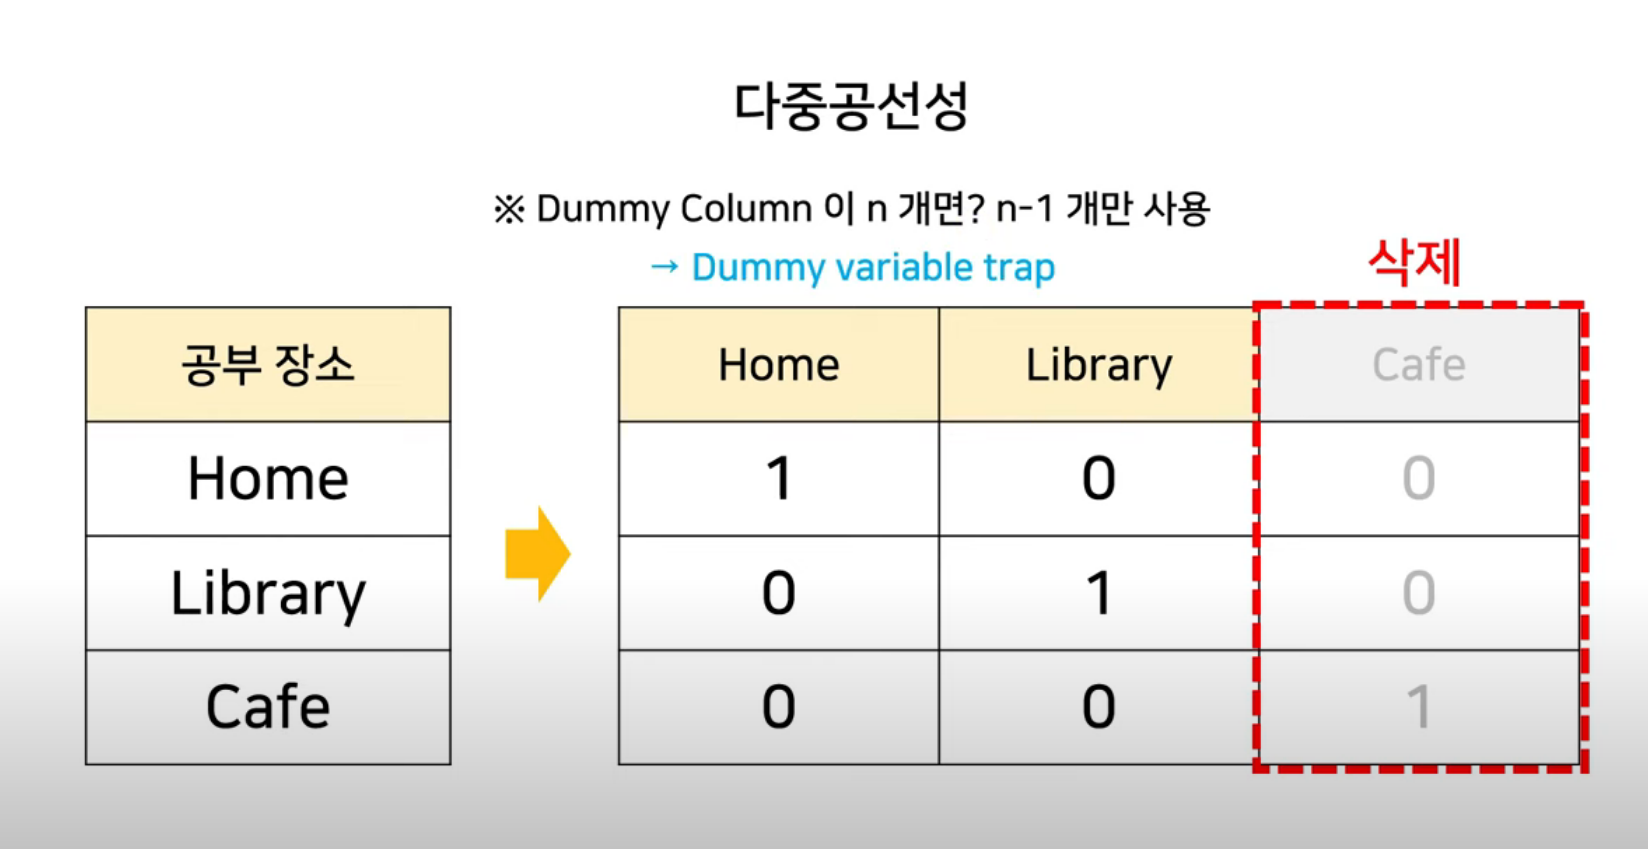 다중공선성
※ Dummy Column 이 n 개면? n-1 개만 사용
→ Dummy variable trap
삭제
공부 장소
Home
Library
Cafe
Home Library Cafe
1 0 0
0 1 0
0 0 1